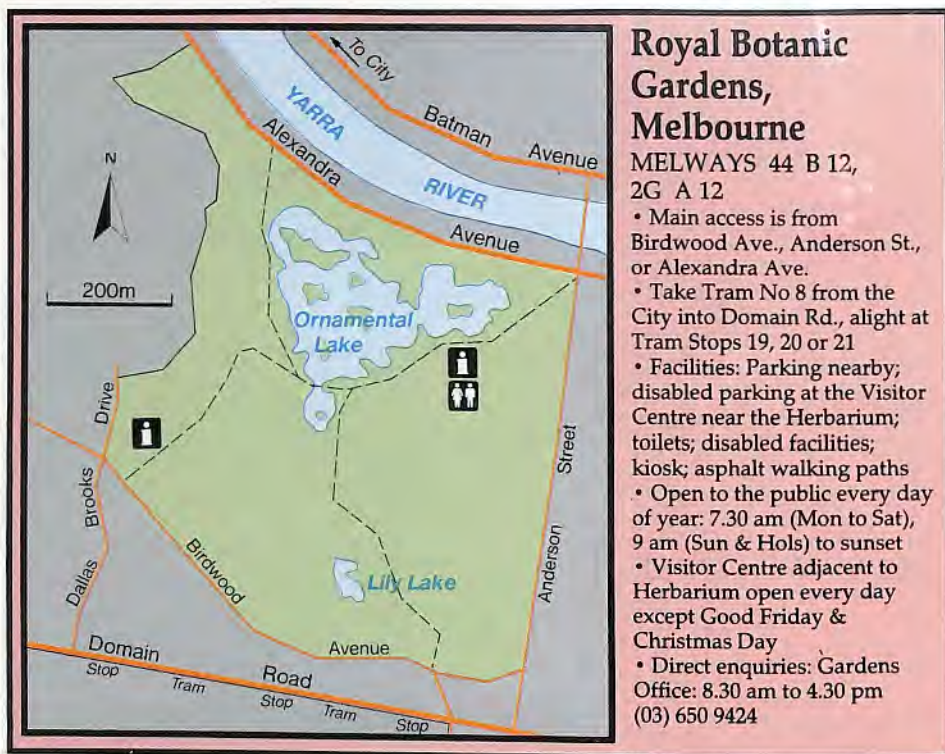 To City
YARRA
RIVER
Batman Avenue
Alexandra
Avenue
N
200m
Ornamental
Lake
Drive
Brooks
Dallas
Birdwood
Avenue
Street
Anderson
Lily Lake
Domain
Road
Stop Tram Stop Tram Stop
Royal Botanic
Gardens,
Melbourne
MELWAYS 44 B 12,
2G A 12
• Main access is from
Birdwood Ave., Anderson St.,
or Alexandra Ave.
• Take Tram No 8 from the
City into Domain Rd., alight at
Tram Stops 19, 20 or 21
• Facilities: Parking nearby;
disabled parking at the Visitor
Centre near the Herbarium;
toilets; disabled facilities;
kiosk; asphalt walking paths
• Open to the public every day
of year: 7.30 am (Mon to Sat),
9 am (Sun & Hols) to sunset
• Visitor Centre adjacent to
Herbarium open every day
except Good Friday &
Christmas Day
• Direct enquiries: Gardens
Office: 8.30 am to 4.30 pm
(03) 650 9424